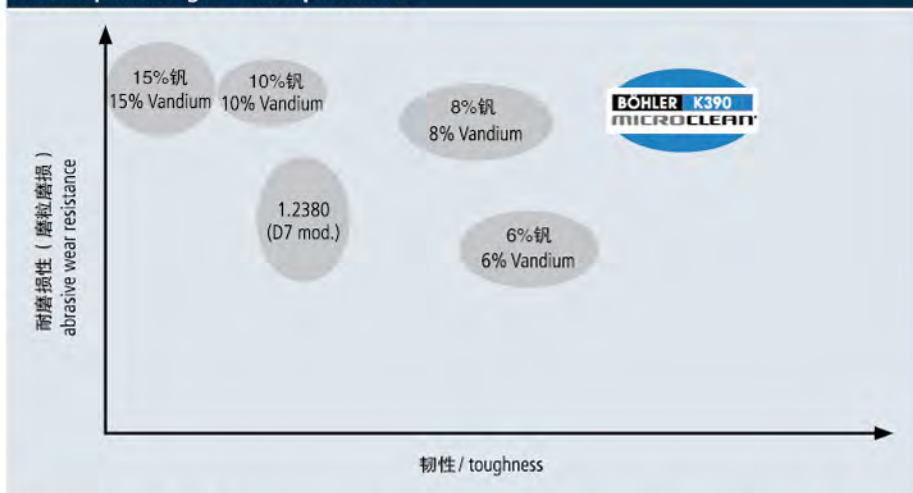 15%钒
15% Vandium
10%钒
10% Vandium
8%钒
8% Vandium
BÖHLER K390
MICROCLEAN®
1.2380
(D7 mod.)
6%钒
6% Vandium
耐磨损性（磨粒磨损）
abrasive wear resistance
韧性 / toughness